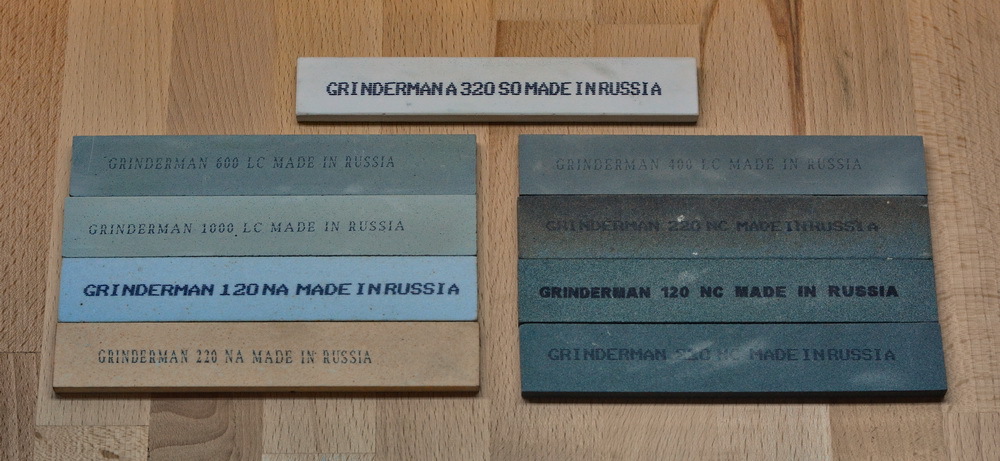 GRINDERMAN A 320 SO MADE IN RUSSIA
GRINDERMAN 600 LC MADE IN RUSSIA
GRINDERMAN 1000 LC MADE IN RUSSIA
GRINDERMAN 120 NA MADE IN RUSSIA
GRINDERMAN 220 NA MADE IN RUSSIA
GRINDERMAN 400 LC MADE IN RUSSIA
GRINDERMAN 220 NC MADE IN RUSSIA
GRINDERMAN 120 NC MADE IN RUSSIA
GRINDERMAN NC MADE IN RUSSIA